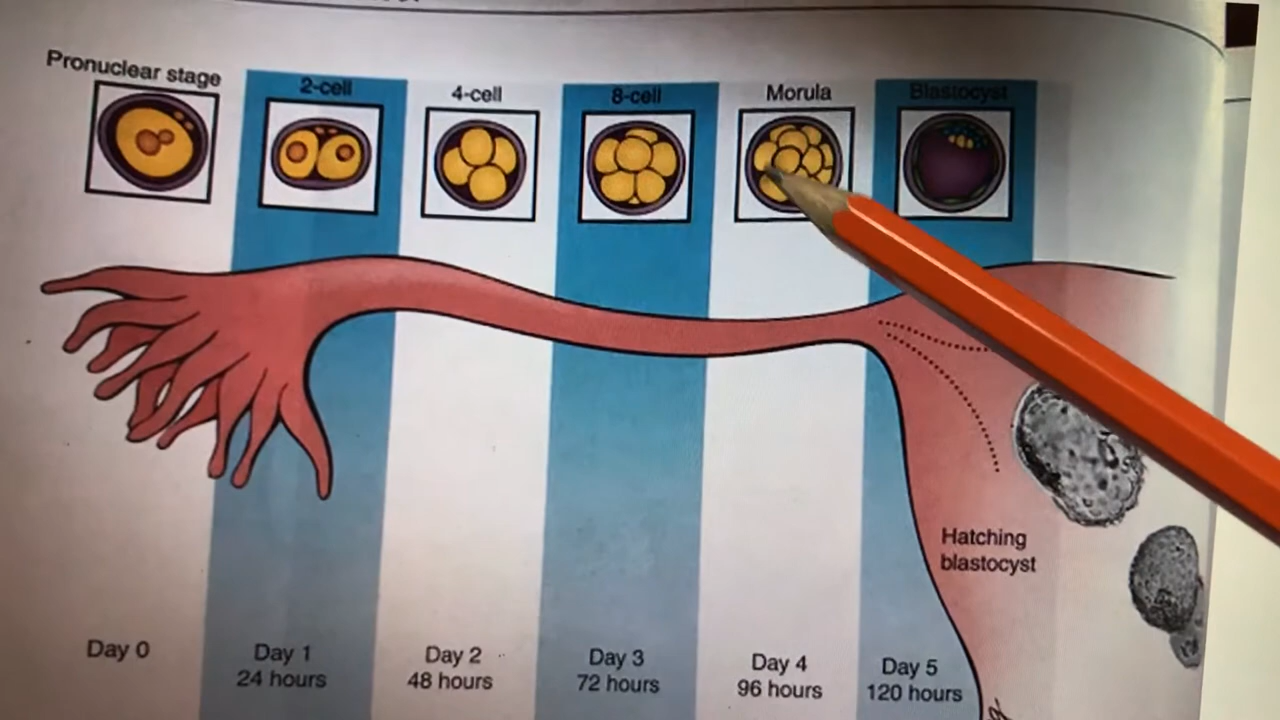 Pronuclear stage
2-cell
4-cell
8-cell
Morula
Blastocyst
Hatching
blastocyst
Day 0
Day 1
24 hours
Day 2
48 hours
Day 3
72 hours
Day 4
96 hours
Day 5
120 hours